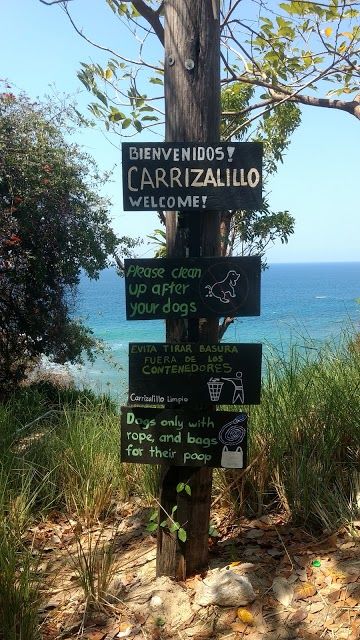 BIENVENIDOS!
CARRIZALILLO
WELCOME!
Please clean
up after
your dogs
EVITA TIRAR BASURA
FUERA DE LOS
CONTENEDORES
Carrizalillo Limpio
Dogs only with
rope, and bags
for their poop